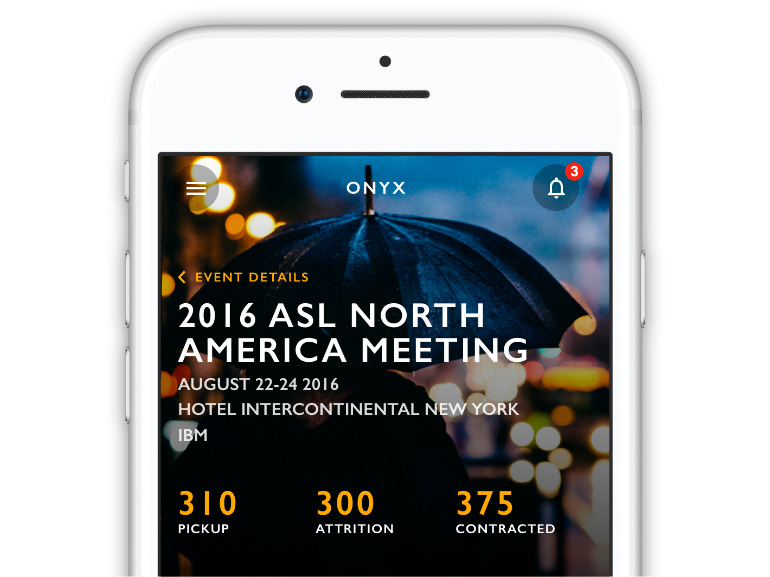 ONYX
3
EVENT DETAILS
2016 ASL NORTH
AMERICA MEETING
AUGUST 22-24 2016
HOTEL INTERCONTINENTAL NEW YORK
IBM
310 300 375
PICKUP ATTRITION CONTRACTED